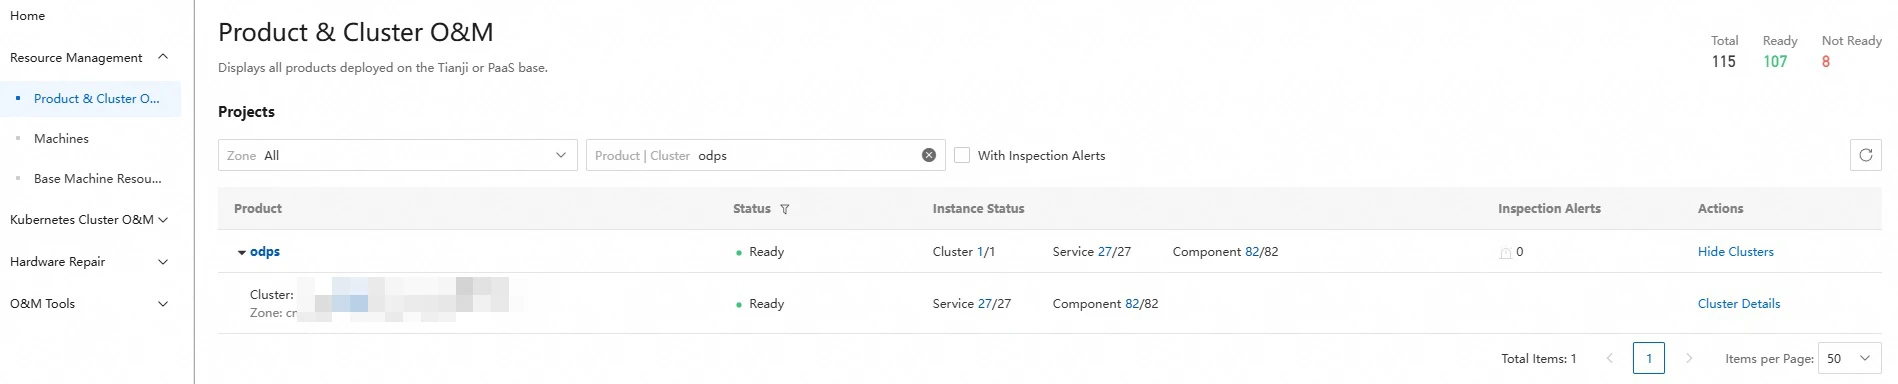 Home
Resource Management
Product & Cluster O...
Machines
Base Machine Resou...
Kubernetes Cluster O&M
Hardware Repair
O&M Tools
Product & Cluster O&M
Displays all products deployed on the Tianji or PaaS base.
Total Ready Not Ready
115 107 8
Projects
Zone All Product | Cluster odps With Inspection Alerts
Product Status Instance Status Inspection Alerts Actions
odps Ready Cluster 1/1 Service 27/27 Component 82/82 0 Hide Clusters
Cluster:
Zone:
Ready Service 27/27 Component 82/82 Cluster Details
Total Items: 1 1 Items per Page: 50